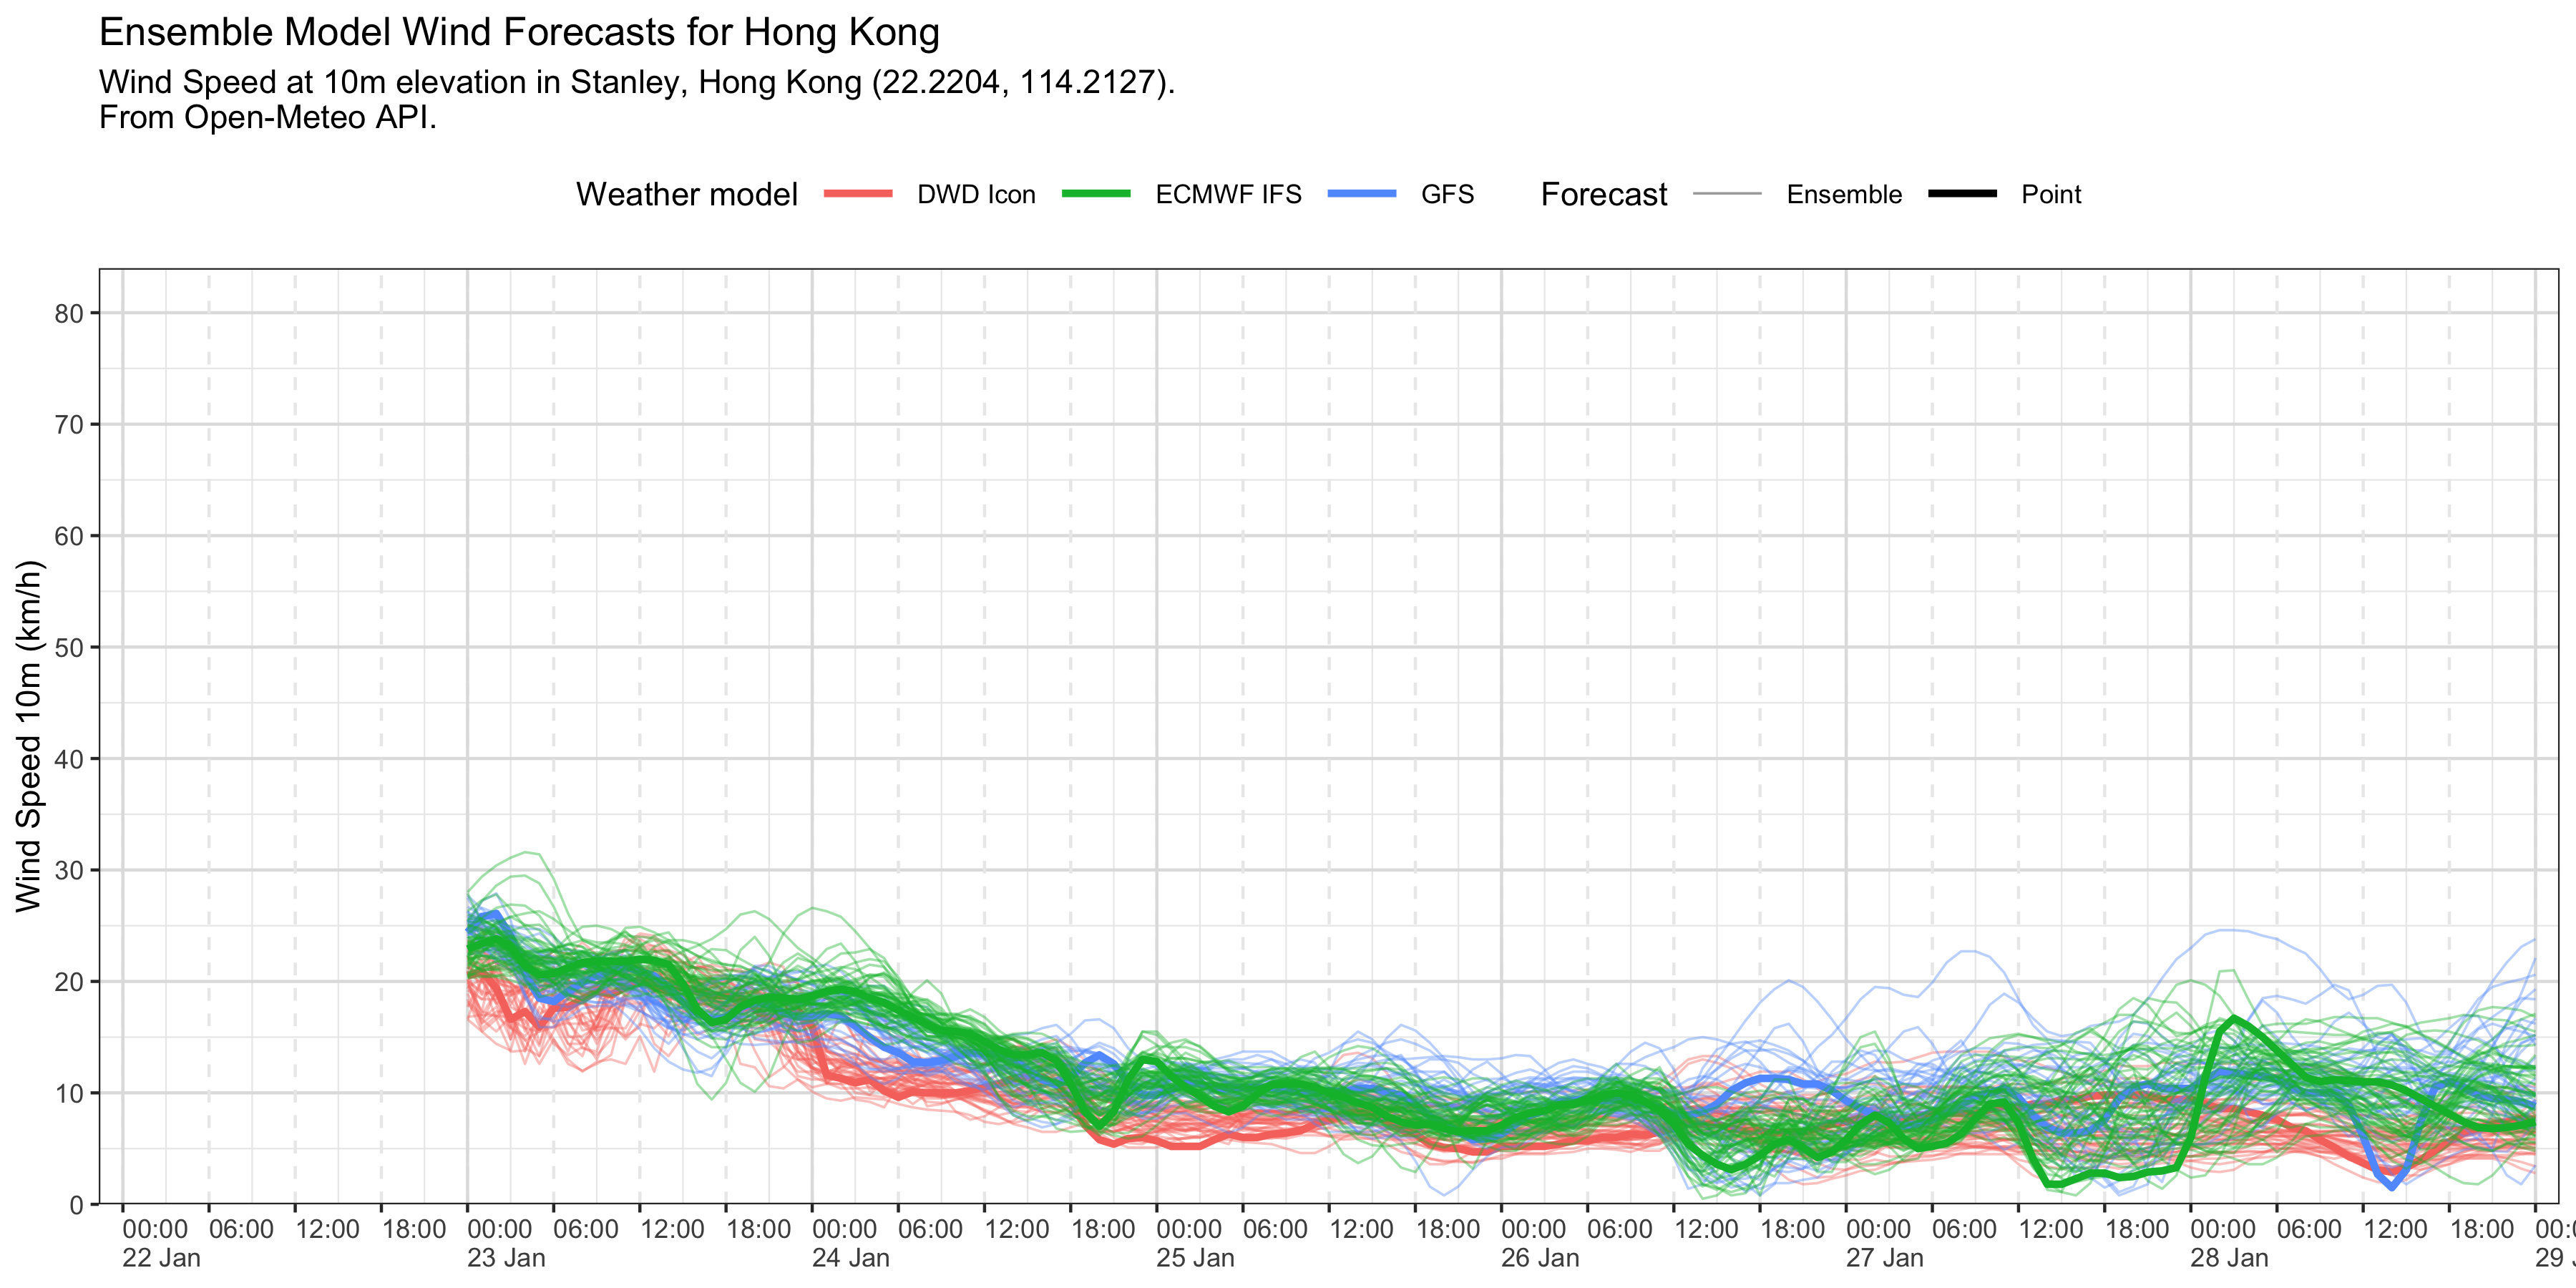 Ensemble Model Wind Forecasts for Hong Kong
Wind Speed at 10m elevation in Stanley, Hong Kong (22.2204, 114.2127).
From Open-Meteo API.
Weather model DWD Icon ECMWF IFS GFS Forecast Ensemble Point
Wind Speed 10m (km/h)
80
70
60
50
40
30
20
10
0
00:00 06:00 12:00 18:00 00:00 06:00 12:00 18:00 00:00 06:00 12:00 18:00 00:00 06:00 12:00 18:00 00:00 06:00 12:00 18:00 00:00 06:00 12:00 18:00 00:00 06:00 12:00 18:00
22 Jan 23 Jan 24 Jan 25 Jan 26 Jan 27 Jan 28 Jan 29